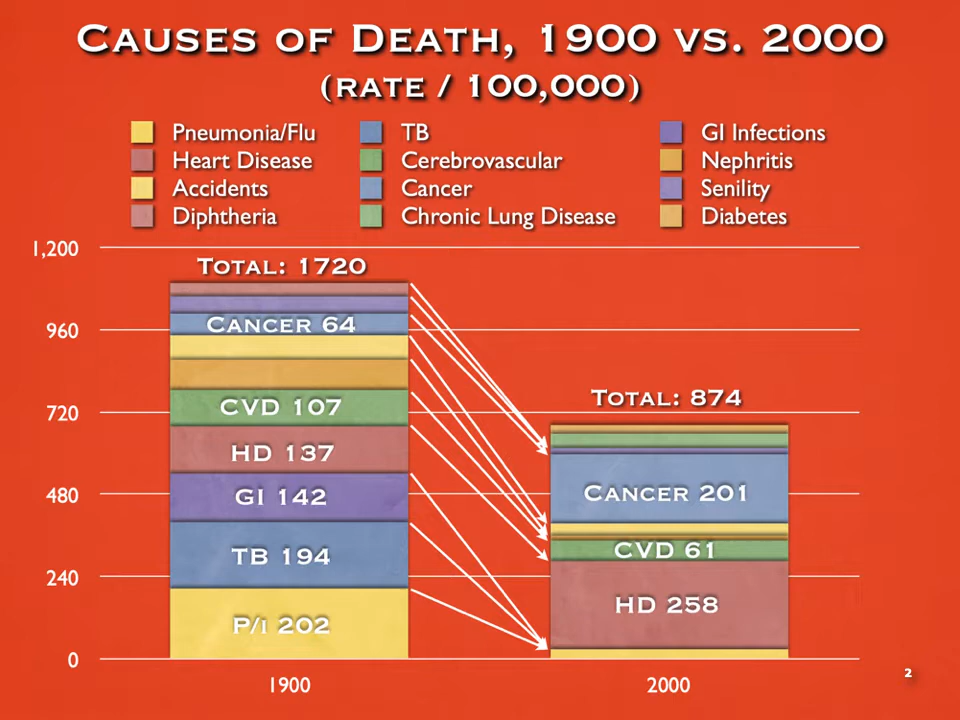 Causes of Death, 1900 vs. 2000
(rate / 100,000)
Pneumonia/Flu
Heart Disease
Accidents
Diphtheria
TB
Cerebrovascular
Cancer
Chronic Lung Disease
GI Infections
Nephritis
Senility
Diabetes
1,200
960
720
480
240
0
Total: 1720
Cancer 64
CVD 107
HD 137
GI 142
TB 194
P/I 202
Total: 874
Cancer 201
CVD 61
HD 258
1900
2000
2